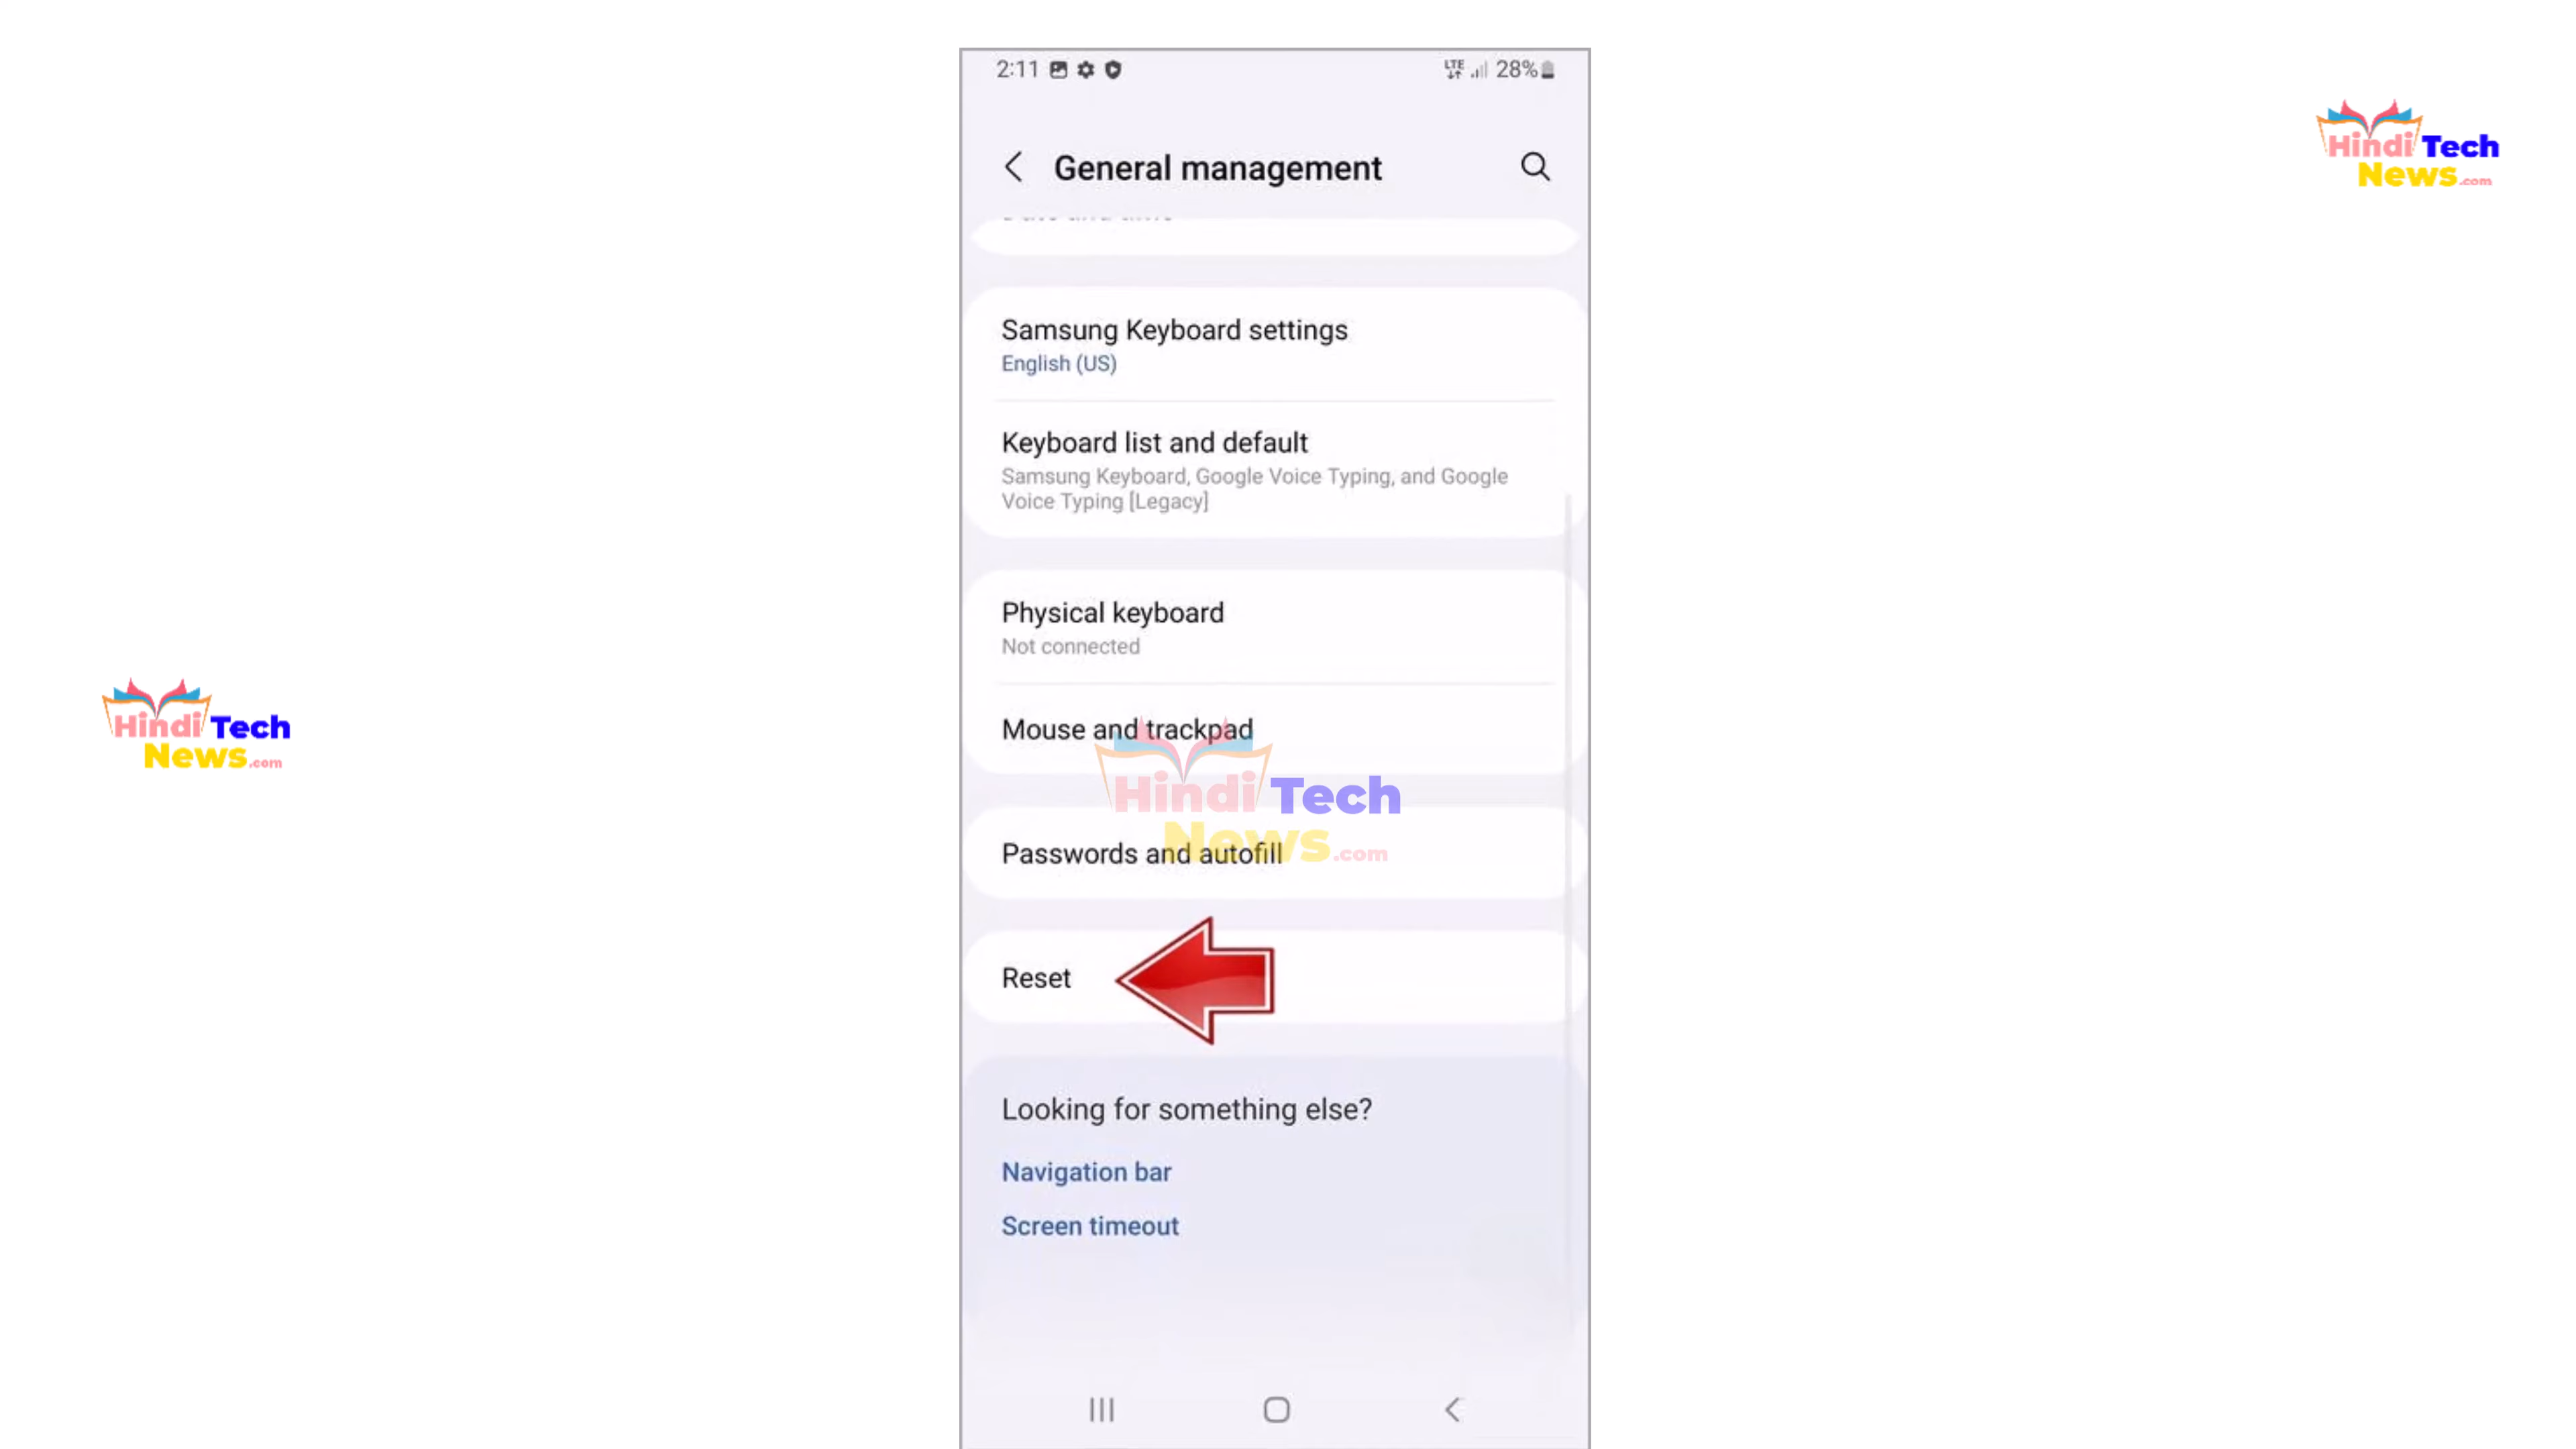 2:11
LTE 28%
General management
Hindi Tech
News.com
Samsung Keyboard settings
English (US)
Keyboard list and default
Samsung Keyboard, Google Voice Typing, and Google
Voice Typing [Legacy]
Physical keyboard
Not connected
Mouse and trackpad
Hindi Tech
News.com
Hindi Tech
News.com
Passwords and autofill
Reset
Looking for something else?
Navigation bar
Screen timeout